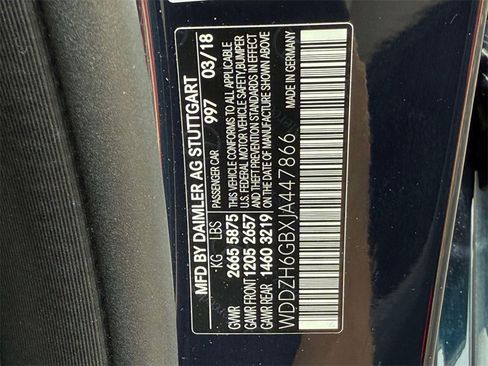 MFD BY DAIMLER AG STUTTGART
PASSENGER CAR 997 03/18
KG LBS
GVWR 2665 5875
GAWR FRONT 1205 2657
GAWR REAR 1460 3219
THIS VEHICLE CONFORMS TO ALL APPLICABLE
U.S. FEDERAL MOTOR VEHICLE SAFETY, BUMPER
AND THEFT PREVENTION STANDARDS IN EFFECT
ON THE DATE OF MANUFACTURE SHOWN ABOVE
MADE IN GERMANY
WDDZH6GBXJA447866